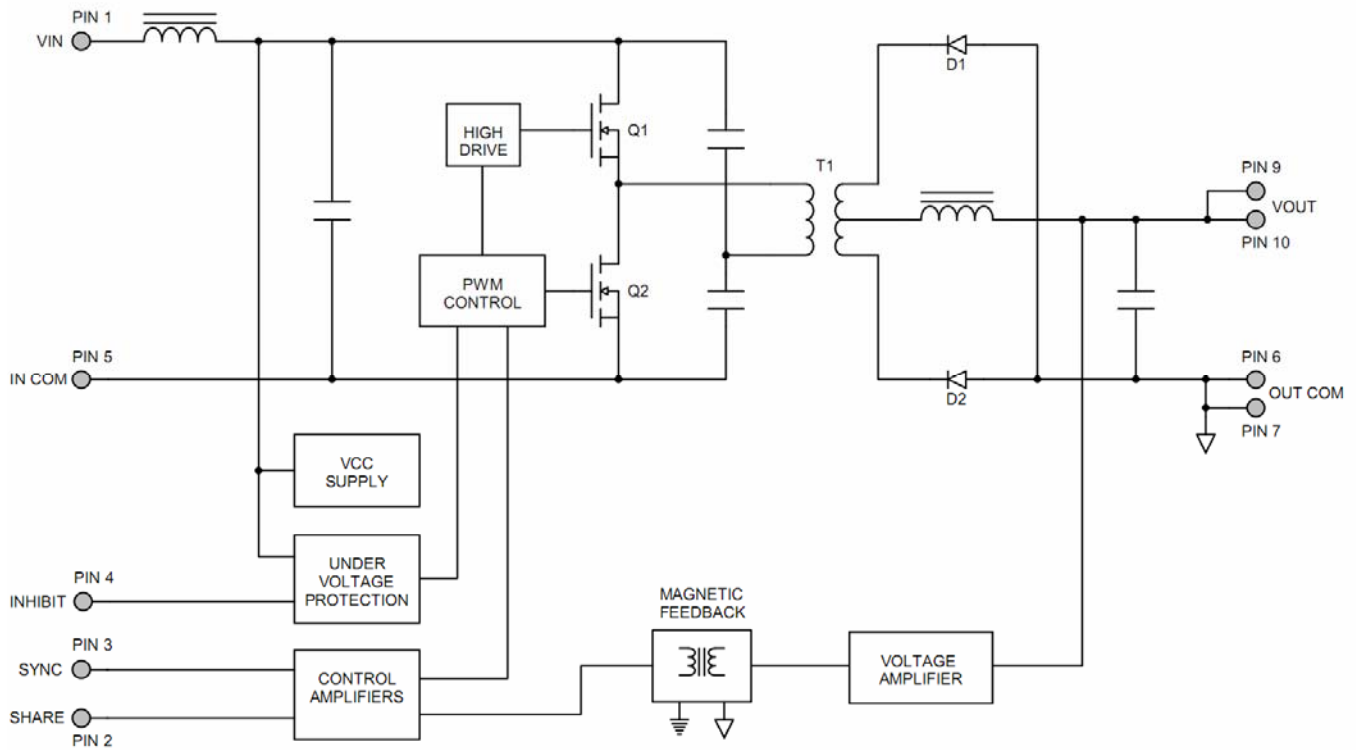 PIN 1
VIN
D1
HIGH
DRIVE
Q1
T1
PIN 9
VOUT
PIN 10
PWM
CONTROL
Q2
PIN 5
IN COM
D2
PIN 6
OUT COM
PIN 7
VCC
SUPPLY
UNDER
VOLTAGE
PROTECTION
PIN 4
INHIBIT
MAGNETIC
FEEDBACK
PIN 3
SYNC
CONTROL
AMPLIFIERS
VOLTAGE
AMPLIFIER
SHARE
PIN 2